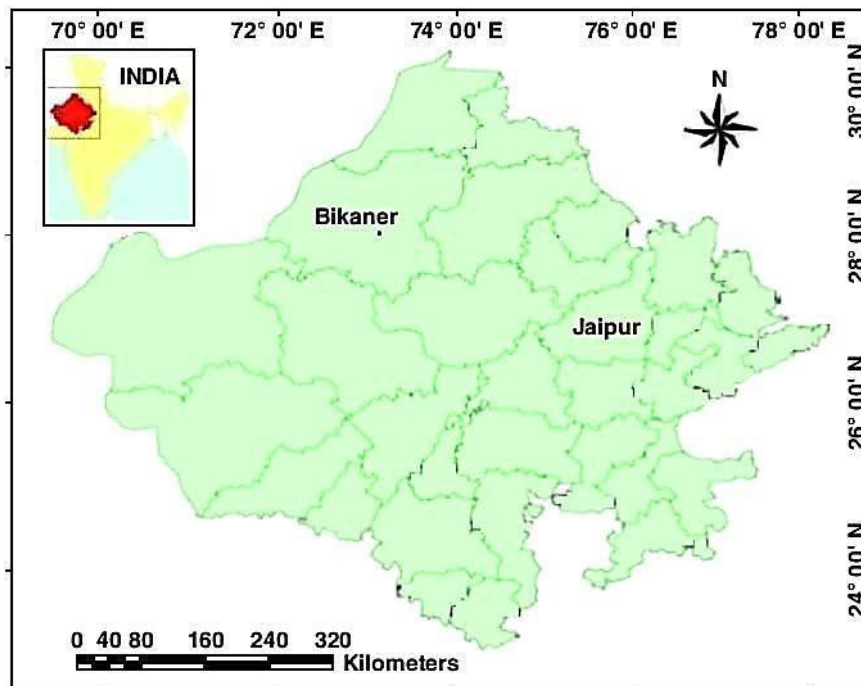 70° 00' E 72° 00' E 74° 00' E 76° 00' E 78° 00' E
INDIA
N
30° 00' N
Bikaner
28° 00' N
Jaipur
26° 00' N
24° 00' N
0 40 80 160 240 320
Kilometers